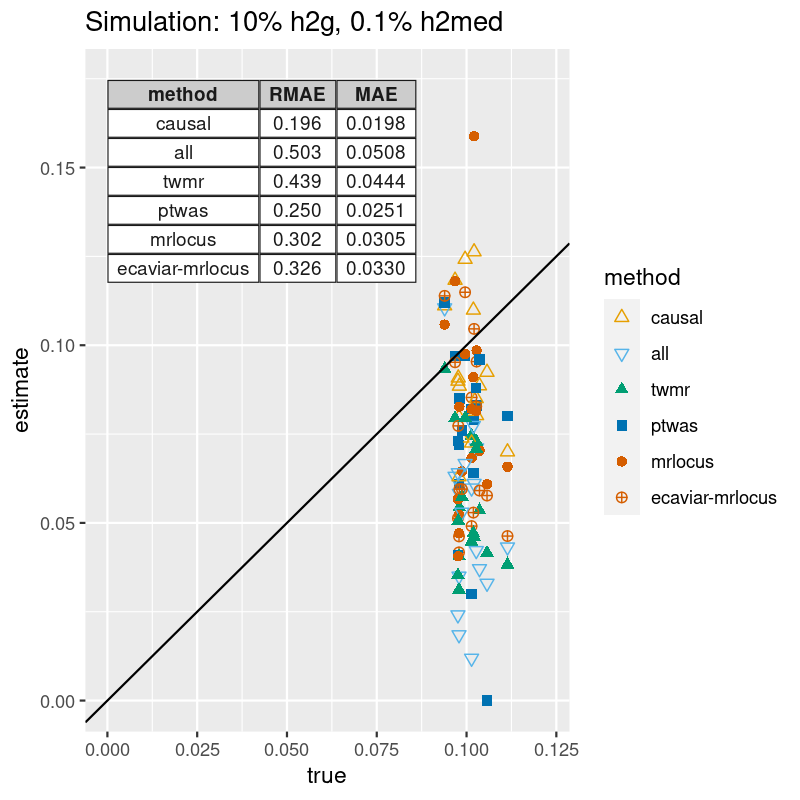 Simulation: 10% h2g, 0.1% h2med
method RMAE MAE
causal 0.196 0.0198
all 0.503 0.0508
twmr 0.439 0.0444
ptwas 0.250 0.0251
mrlocus 0.302 0.0305
ecaviar-mrlocus 0.326 0.0330
0.15
0.10
0.05
0.00
estimate
0.000 0.025 0.050 0.075 0.100 0.125
true
method
causal
all
twmr
ptwas
mrlocus
ecaviar-mrlocus